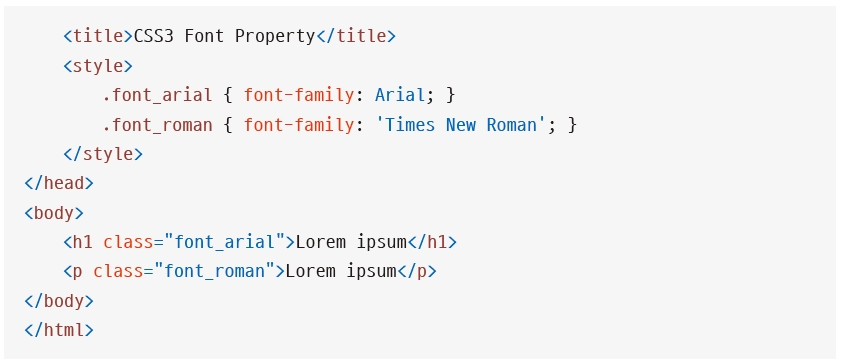 <title>CSS3 Font Property</title>
<style>
.font_arial { font-family: Arial; }
.font_roman { font-family: 'Times New Roman'; }
</style>
</head>
<body>
<h1 class="font_arial">Lorem ipsum</h1>
<p class="font_roman">Lorem ipsum</p>
</body>
</html>